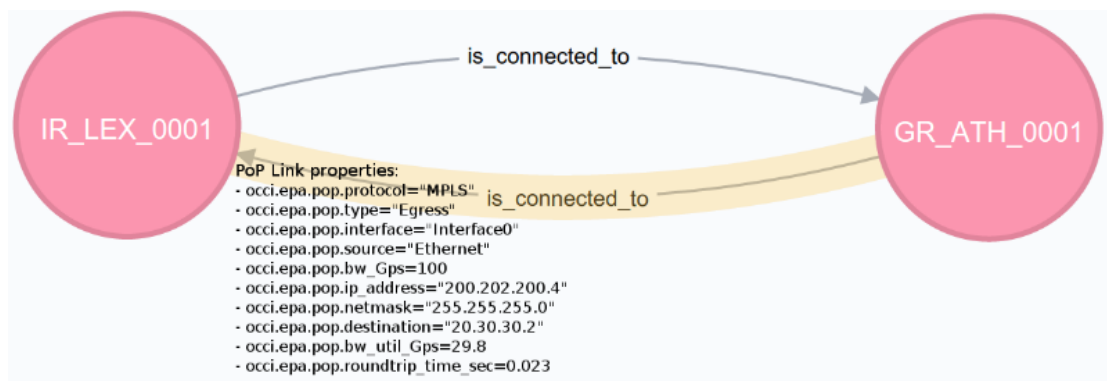 is_connected_to
IR_LEX_0001
GR_ATH_0001
PoP Link properties:
- occi.epa.pop.protocol="MPLS"
is_connected_to
- occi.epa.pop.type="Egress"
- occi.epa.pop.interface="Interface0"
- occi.epa.pop.source="Ethernet"
- occi.epa.pop.bw_Gps=100
- occi.epa.pop.ip_address="200.202.200.4"
- occi.epa.pop.netmask="255.255.255.0"
- occi.epa.pop.destination="20.30.30.2"
- occi.epa.pop.bw_util_Gps=29.8
- occi.epa.pop.roundtrip_time_sec=0.023